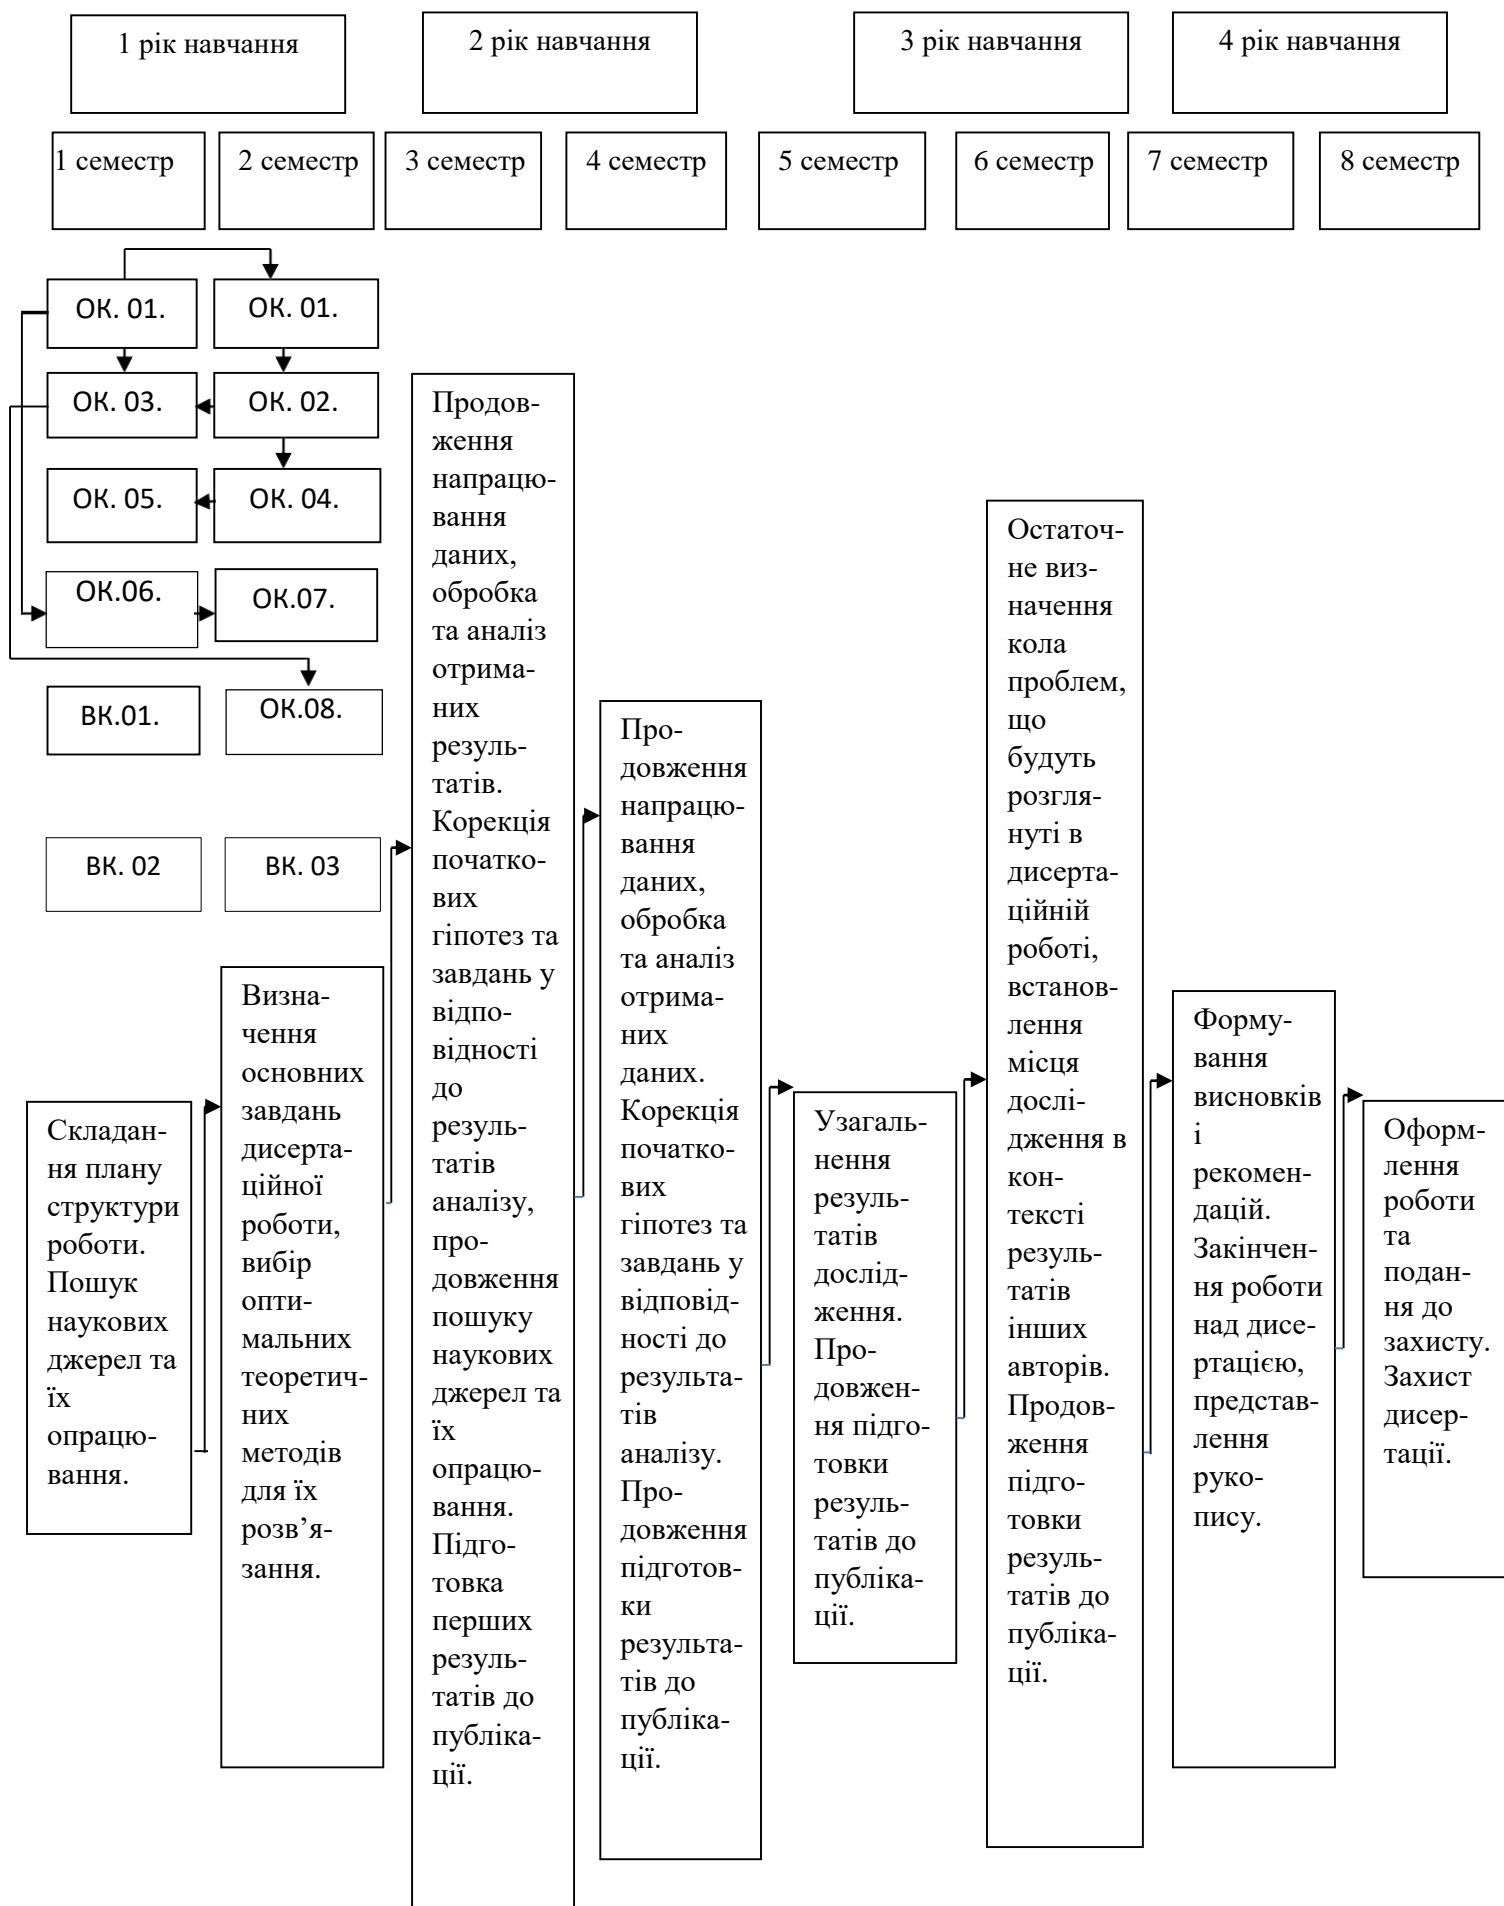 1 рік навчання
2 рік навчання
3 рік навчання
4 рік навчання
1 семестр
2 семестр
3 семестр
4 семестр
5 семестр
6 семестр
7 семестр
8 семестр
ОК. 01.
ОК. 01.
ОК. 03.
ОК. 02.
ОК. 05.
ОК. 04.
ОК.06.
ОК.07.
ВК.01.
ОК.08.
ВК. 02
ВК. 03
Складан-
ня плану
структури
роботи.
Пошук
наукових
джерел та
їх
опрацю-
вання.
Визна-
чення
основних
завдань
дисерта-
ційної
роботи,
вибір
опти-
мальних
теоретич-
них
методів
для їх
розв’я-
зання.
Продов-
ження
напрацю-
вання
даних,
обробка
та аналіз
отрима-
них
резуль-
татів.
Корекція
початко-
вих
гіпотез та
завдань у
відпо-
відності
до
резуль-
татів
аналізу,
про-
довження
пошуку
наукових
джерел та
їх
опрацю-
вання.
Підго-
товка
перших
резуль-
татів до
публіка-
ції.
Про-
довження
напрацю-
вання
даних,
обробка
та аналіз
отрима-
них
даних.
Корекція
початко-
вих
гіпотез та
завдань у
відповід-
ності до
результа-
тів
аналізу.
Про-
довження
підготов-
ки
результа-
тів до
публіка-
ції.
Узагаль-
нення
резуль-
татів
дослід-
ження.
Про-
довжен-
ня підго-
товки
резуль-
татів до
публіка-
ції.
Остаточ-
не виз-
начення
кола
проблем,
що
будуть
розгля-
нуті в
дисерта-
ційній
роботі,
встанов-
лення
місця
дослі-
дження в
кон-
тексті
резуль-
татів
інших
авторів.
Продов-
ження
підго-
товки
резуль-
татів до
публіка-
ції.
Форму-
вання
висновків
і
рекомен-
дацій.
Закінчен-
ня роботи
над дисе-
ртацією,
представ-
лення
руко-
пису.
Оформ-
лення
роботи
та
подан-
ня до
захисту.
Захист
дисер-
тації.